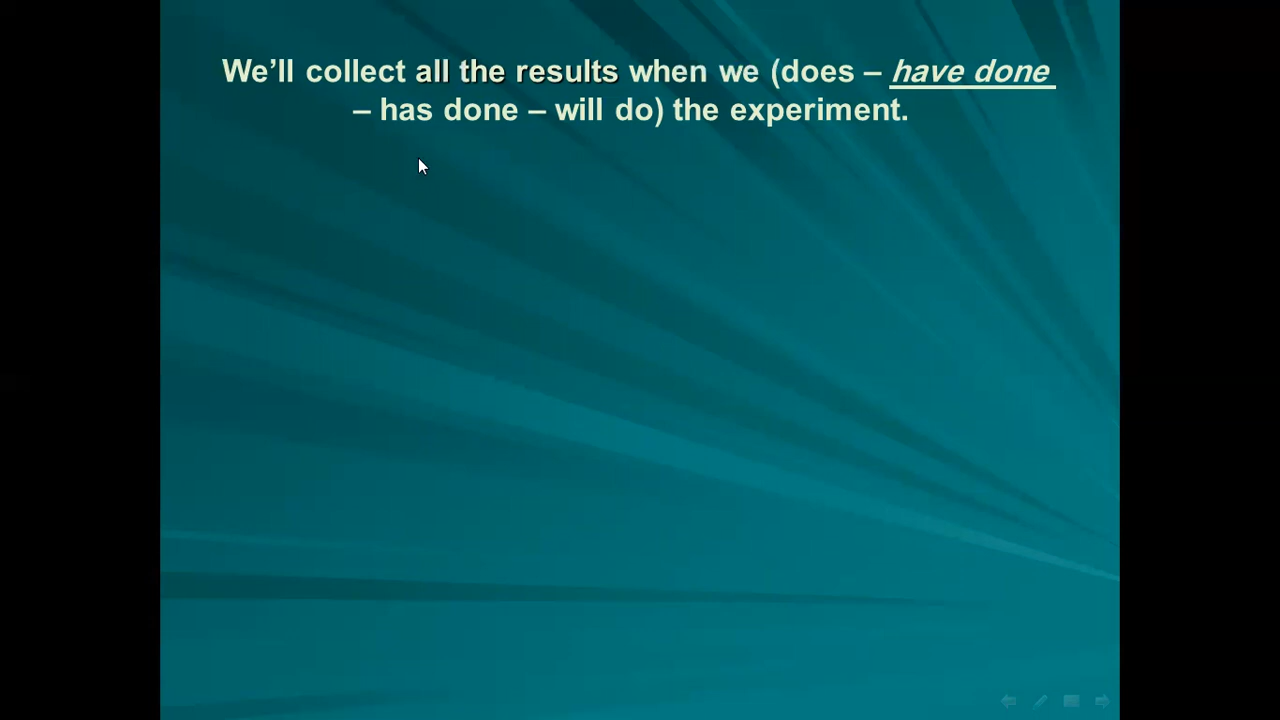 We’ll collect all the results when we (does – have done
– has done – will do) the experiment.